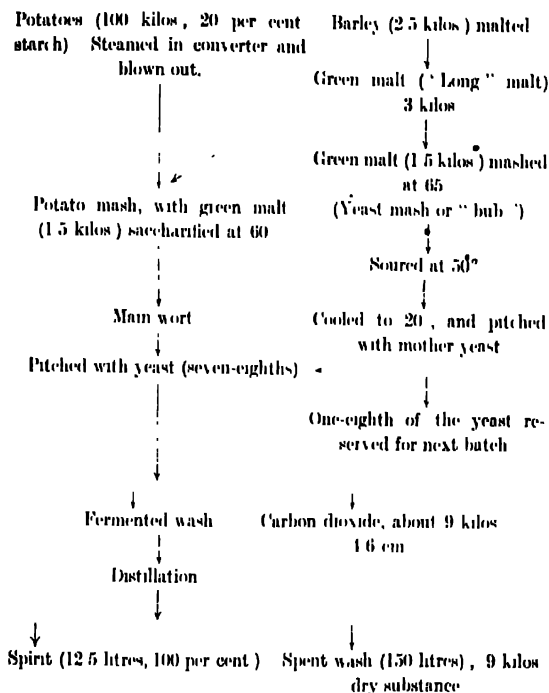 Potatoes (100 kilos, 20 per cent
starch) Steamed in converter and
blown out.
Barley (2 5 kilos) malted
Green malt ("Long" malt)
3 kilos
Green malt (1 5 kilos) mashed
at 65
(Yeast mash or "bub")
Potato mash, with green malt
(1 5 kilos) saccharified at 60
Soured at 50°
Main wort
Cooled to 20, and pitched
with mother yeast
Pitched with yeast (seven-eighths)
One-eighth of the yeast re-
served for next batch
Fermented wash
Carbon dioxide, about 9 kilos
4 6 cm
Distillation
Spirit (12 5 litres, 100 per cent)
Spent wash (150 litres), 9 kilos
dry substance